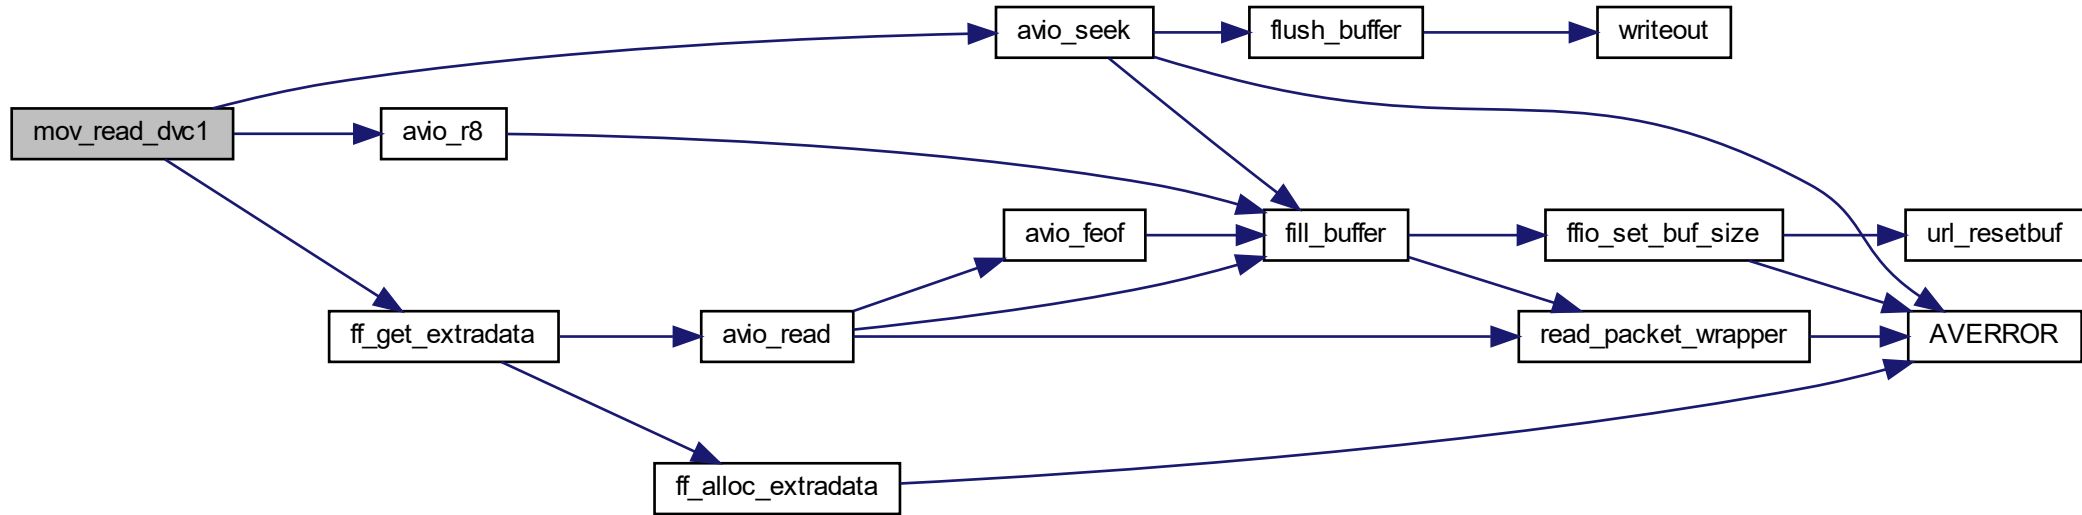 avio_seek
flush_buffer
writeout
mov_read_dvc1
avio_r8
avio_feof
fill_buffer
ffio_set_buf_size
url_resetbuf
ff_get_extradata
avio_read
read_packet_wrapper
AVERROR
ff_alloc_extradata